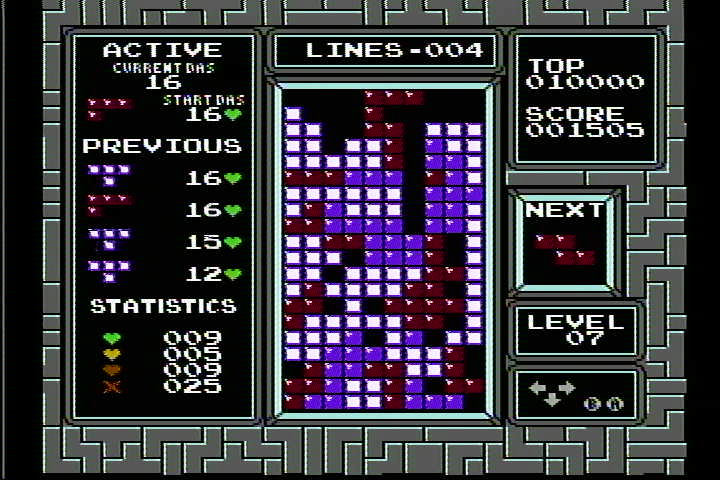 ACTIVE
CURRENT DAS
16
START DAS
16
PREVIOUS
16
16
15
12
STATISTICS
009
005
009
025
LINES-004
TOP
010000
SCORE
001505
NEXT
LEVEL
07
B A